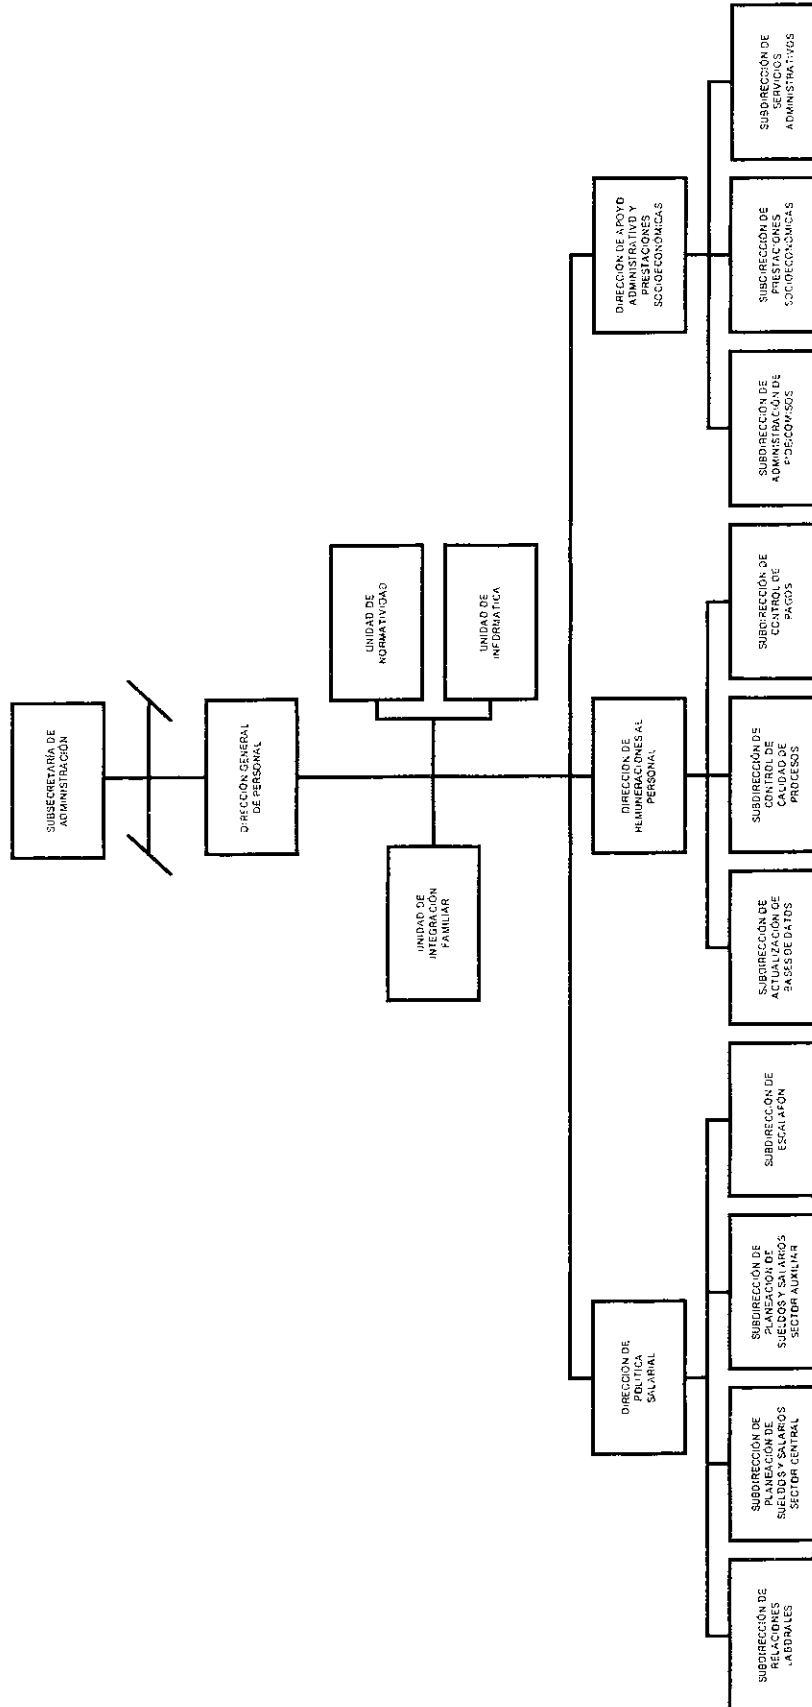 SUBSECRETARÍA DE
ADMINISTRACIÓN
DIRECCIÓN GENERAL
DE PERSONAL
UNIDAD DE
INTEGRACIÓN
FAMILIAR
UNIDAD DE
NORMATIVIDAD
UNIDAD DE
INFORMÁTICA
DIRECCIÓN DE
POLÍTICA
SALARIAL
DIRECCIÓN DE
REMUNERACIONES AL
PERSONAL
DIRECCIÓN DE APOYO
ADMINISTRATIVO Y
PRESTACIONES
SOCIOECONÓMICAS
SUBDIRECCIÓN DE
RELACIONES
LABORALES
SUBDIRECCIÓN DE
PLANEACIÓN DE
SUELDOS Y SALARIOS
SECTOR CENTRAL
SUBDIRECCIÓN DE
PLANEACIÓN DE
SUELDOS Y SALARIOS
SECTOR AUXILIAR
SUBDIRECCIÓN DE
ESCALAFÓN
SUBDIRECCIÓN DE
ACTUALIZACIÓN DE
BASES DE DATOS
SUBDIRECCIÓN DE
CONTROL DE
CALIDAD DE
PROCESOS
SUBDIRECCIÓN DE
CONTROL DE
PAGOS
SUBDIRECCIÓN DE
ADMINISTRACIÓN DE
FIDEICOMISOS
SUBDIRECCIÓN DE
PRESTACIONES
SOCIOECONÓMICAS
SUBDIRECCIÓN DE
SERVICIOS
ADMINISTRATIVOS